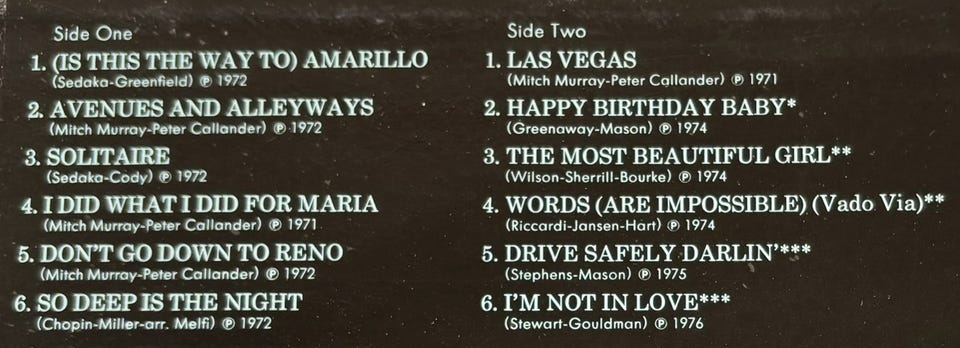 Side One
1. (IS THIS THE WAY TO) AMARILLO
(Sedaka-Greenfield) ℗ 1972
2. AVENUES AND ALLEYWAYS
(Mitch Murray-Peter Callander) ℗ 1972
3. SOLITAIRE
(Sedaka-Cody) ℗ 1972
4. I DID WHAT I DID FOR MARIA
(Mitch Murray-Peter Callander) ℗ 1971
5. DON'T GO DOWN TO RENO
(Mitch Murray-Peter Callander) ℗ 1972
6. SO DEEP IS THE NIGHT
(Chopin-Miller-arr. Melfi) ℗ 1972
Side Two
1. LAS VEGAS
(Mitch Murray-Peter Callander) ℗ 1971
2. HAPPY BIRTHDAY BABY*
(Greenaway-Mason) ℗ 1974
3. THE MOST BEAUTIFUL GIRL**
(Wilson-Sherrill-Bourke) ℗ 1974
4. WORDS (ARE IMPOSSIBLE) (Vado Via)**
(Riccardi-Jansen-Hart) ℗ 1974
5. DRIVE SAFELY DARLIN'***
(Stephens-Mason) ℗ 1975
6. I'M NOT IN LOVE***
(Stewart-Gouldman) ℗ 1976